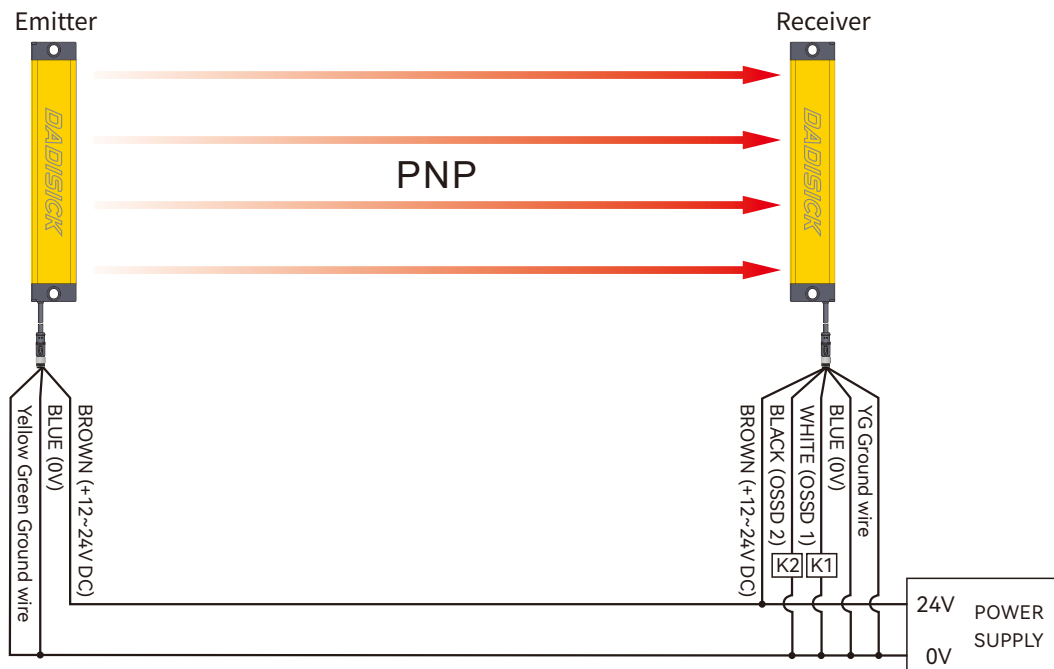 Emitter
Receiver
DADISICK
PNP
DADISICK
Yellow Green Ground wire
BLUE (0V)
BROWN (+12~24V DC)
BROWN (+12~24V DC)
BLACK (OSSD 2)
WHITE (OSSD 1)
BLUE (0V)
YG Ground wire
K2
K1
24V
POWER
SUPPLY
0V